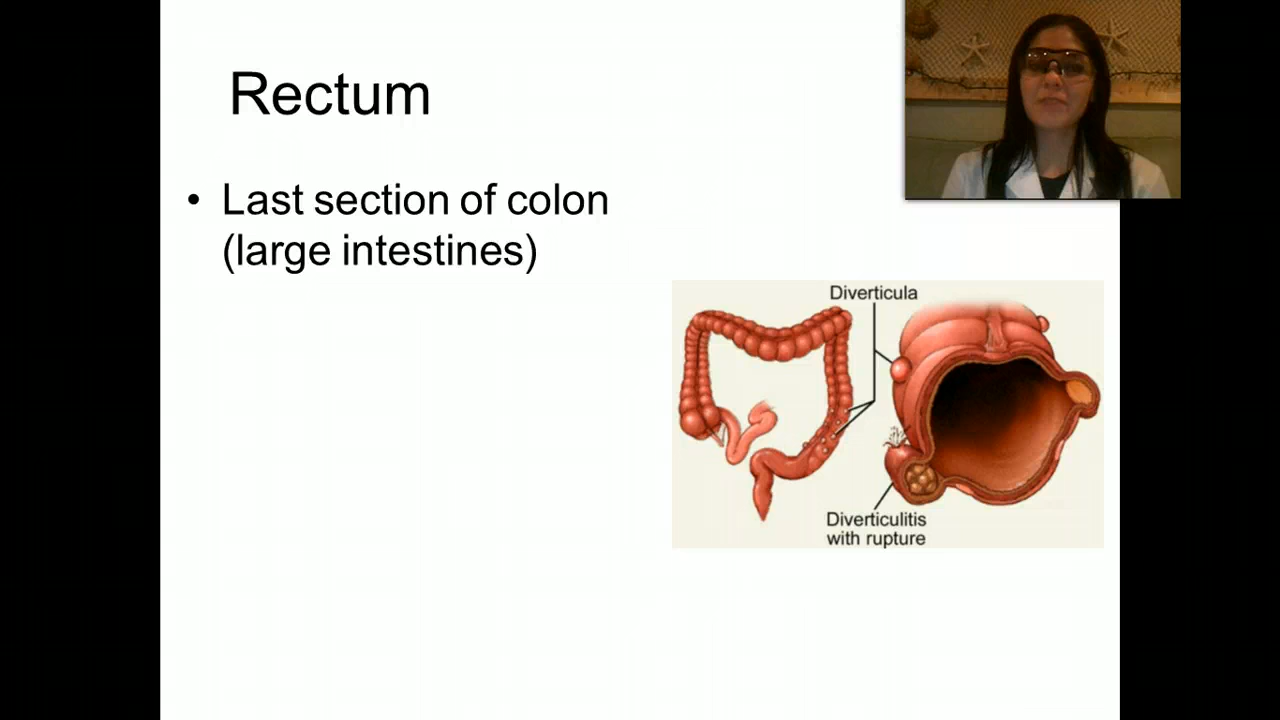 Rectum
• Last section of colon
(large intestines)
Diverticula
Diverticulitis
with rupture